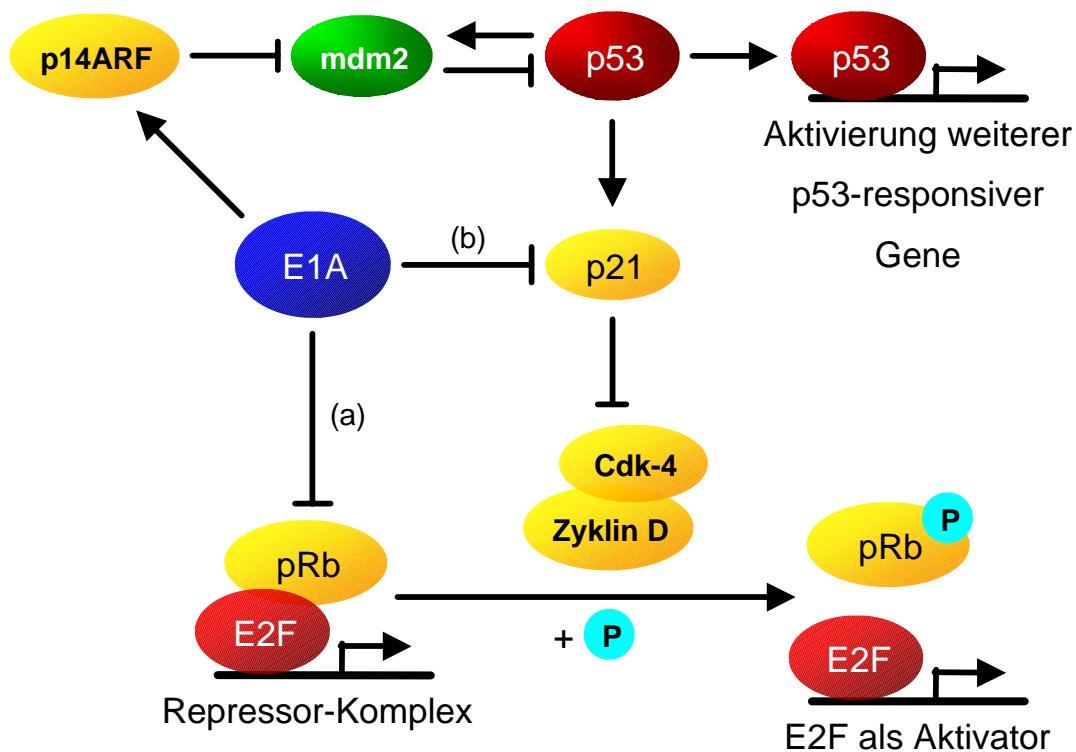 p14ARF
mdm2
p53
p53
Aktivierung weiterer
p53-responsiver
Gene
E1A
(b)
p21
(a)
Cdk-4
Zyklin D
pRb
E2F
Repressor-Komplex
+ P
pRb
P
E2F
E2F als Aktivator